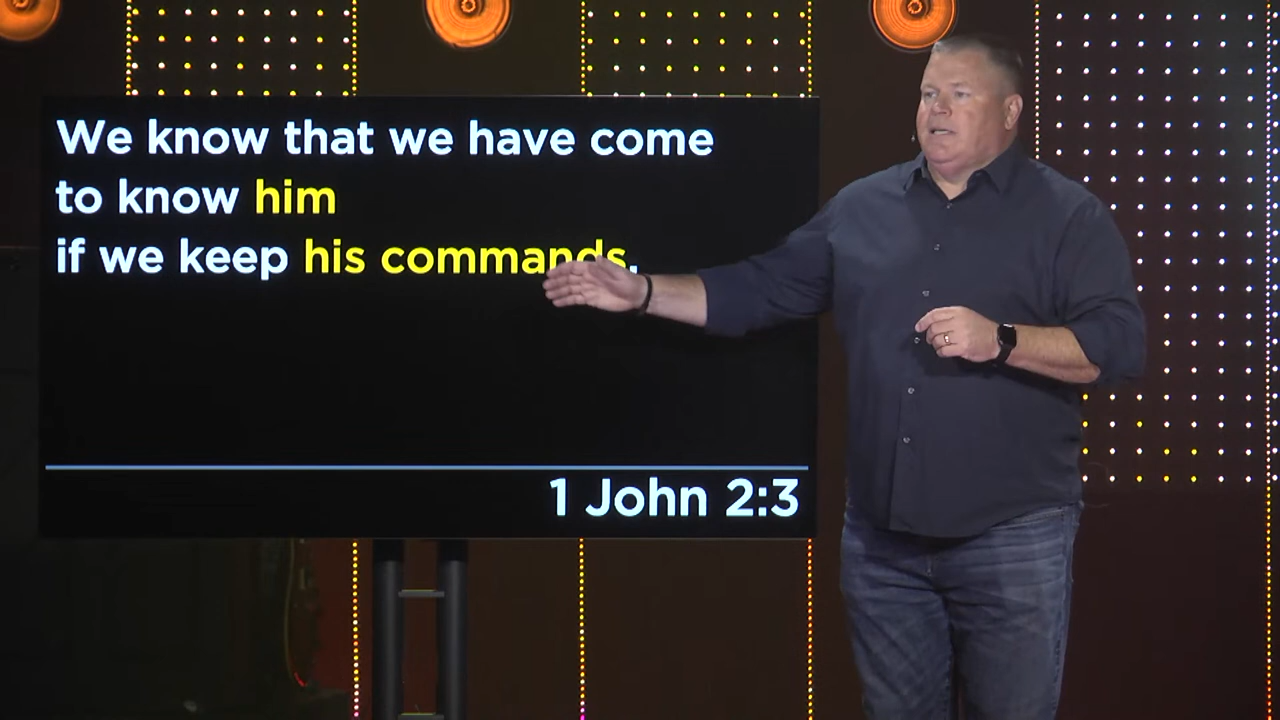 We know that we have come
to know him
if we keep his commands.
1 John 2:3